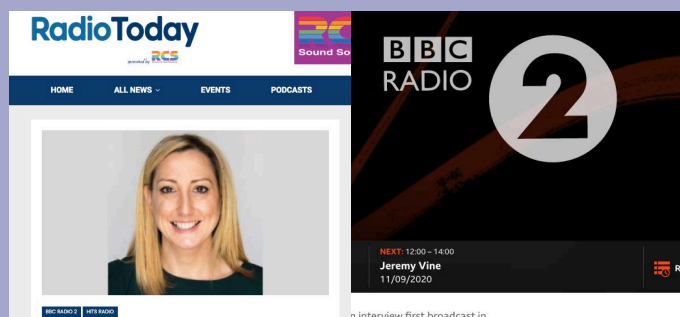 RadioToday
powered by RCS
Sound So
HOME
ALL NEWS
EVENTS
PODCASTS
BBC RADIO 2
HITS RADIO
BBC
RADIO
2
NEXT: 12:00 – 14:00
Jeremy Vine
11/09/2020
R
n interview first broadcast in